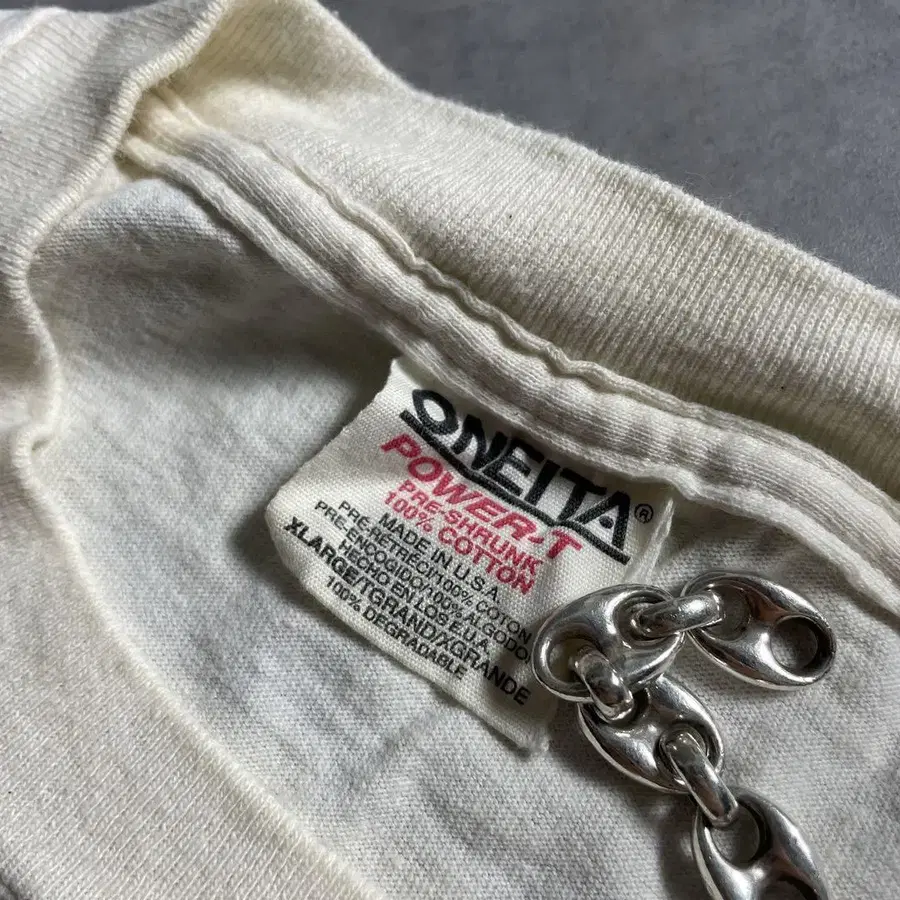 ONEITA®
POWER-T
PRE-SHRUNK
100% COTTON
MADE IN U.S.A.
PRE-RÉTRÉCI/100% COTON
PRE-ENCOGIDO/100% ALGODON
HECHO EN LOS E.U.A.
XLARGE/TGRAND/XGRANDE
100% DEGRADABLE